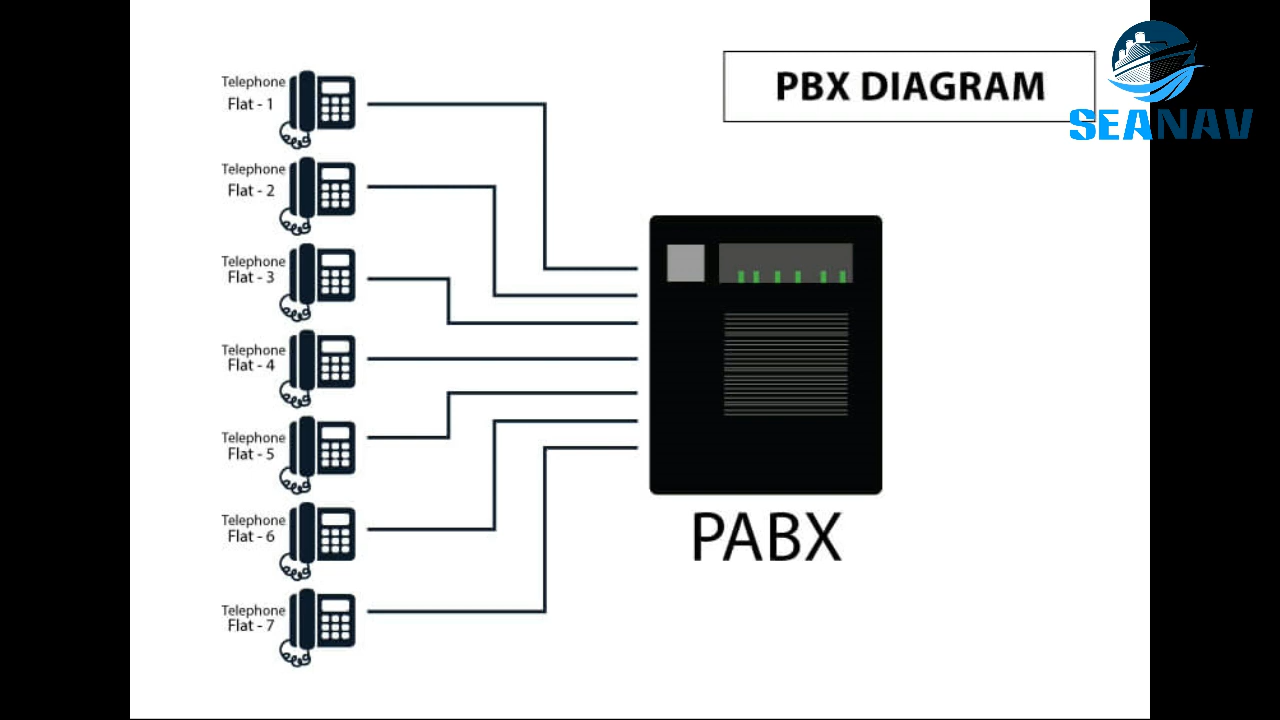 PBX DIAGRAM
SEANAV
Telephone
Flat - 1
Telephone
Flat - 2
Telephone
Flat - 3
Telephone
Flat - 4
Telephone
Flat - 5
Telephone
Flat - 6
Telephone
Flat - 7
PABX